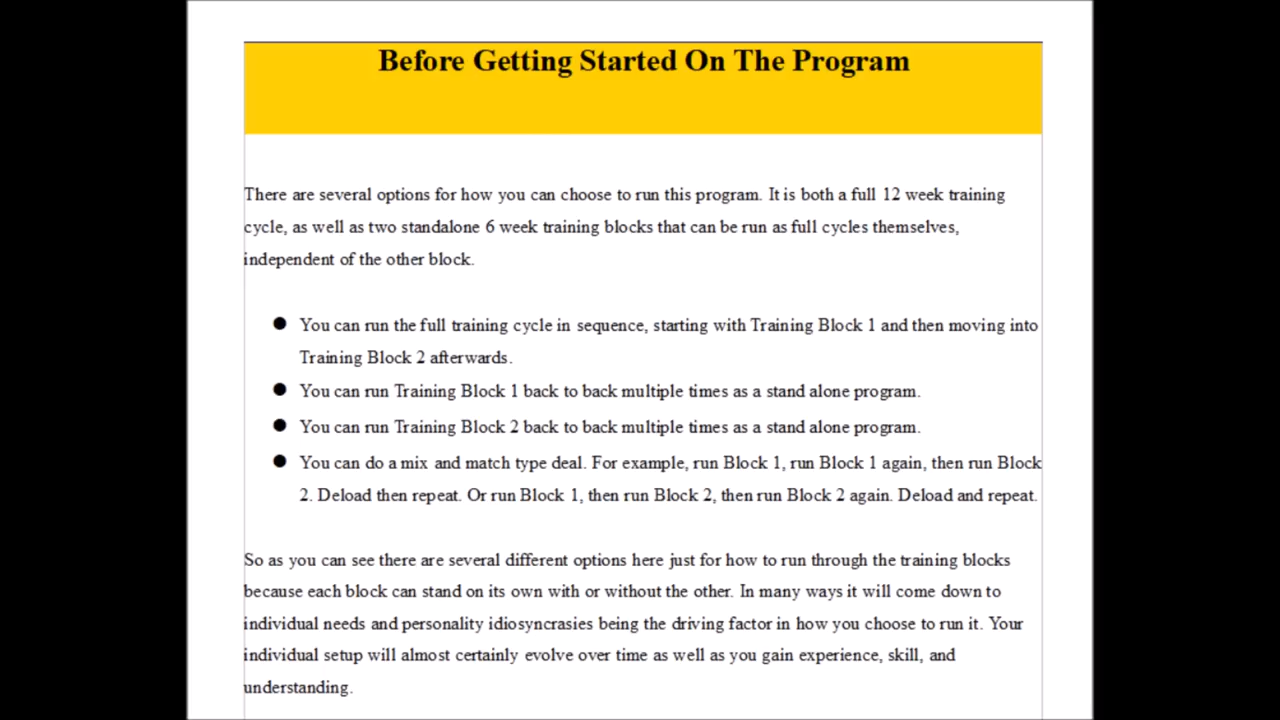 Before Getting Started On The Program
There are several options for how you can choose to run this program. It is both a full 12 week training
cycle, as well as two standalone 6 week training blocks that can be run as full cycles themselves,
independent of the other block.
● You can run the full training cycle in sequence, starting with Training Block 1 and then moving into
Training Block 2 afterwards.
● You can run Training Block 1 back to back multiple times as a stand alone program.
● You can run Training Block 2 back to back multiple times as a stand alone program.
● You can do a mix and match type deal. For example, run Block 1, run Block 1 again, then run Block
2. Deload then repeat. Or run Block 1, then run Block 2, then run Block 2 again. Deload and repeat.
So as you can see there are several different options here just for how to run through the training blocks
because each block can stand on its own with or without the other. In many ways it will come down to
individual needs and personality idiosyncrasies being the driving factor in how you choose to run it. Your
individual setup will almost certainly evolve over time as well as you gain experience, skill, and
understanding.